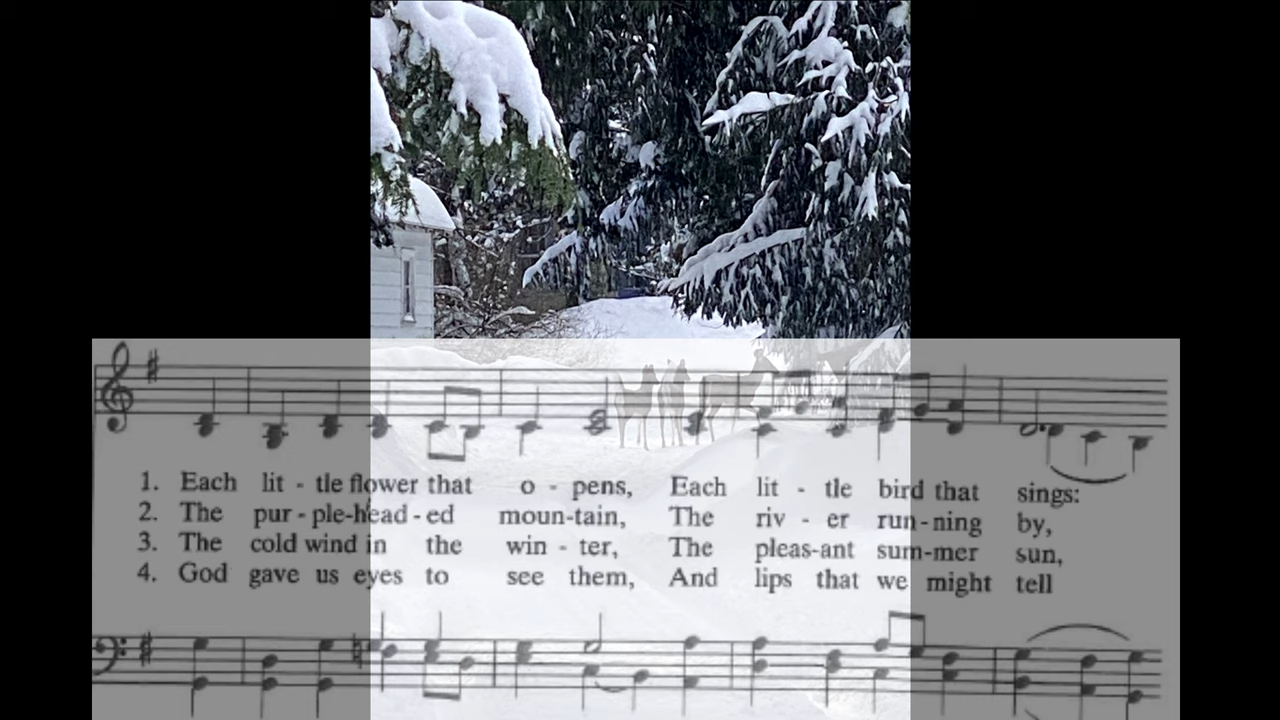 1. Each lit - tle flower that o - pens, Each lit - tle bird that sings:
2. The pur - ple-head - ed moun-tain, The riv - er run - ning by,
3. The cold wind in the win - ter, The pleas-ant sum-mer sun,
4. God gave us eyes to see them, And lips that we might tell